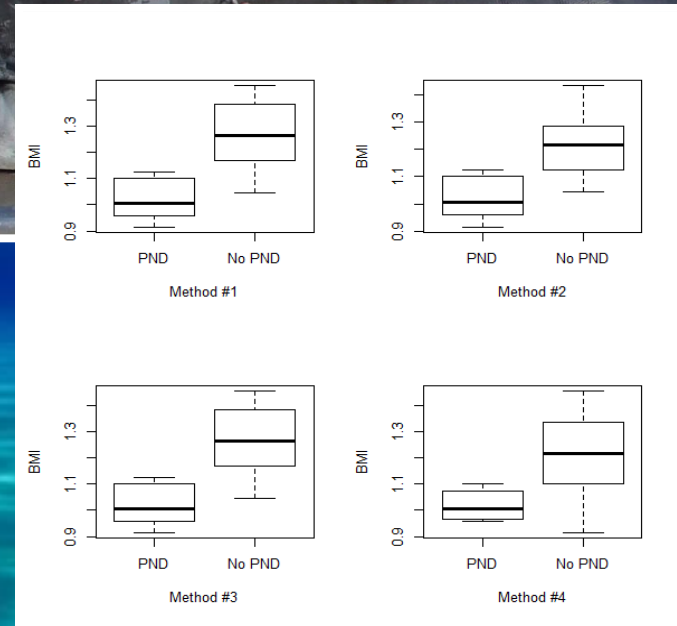 BMI
0.9
1.1
1.3
PND
No PND
Method #1
BMI
0.9
1.1
1.3
PND
No PND
Method #2
BMI
0.9
1.1
1.3
PND
No PND
Method #3
BMI
0.9
1.1
1.3
PND
No PND
Method #4